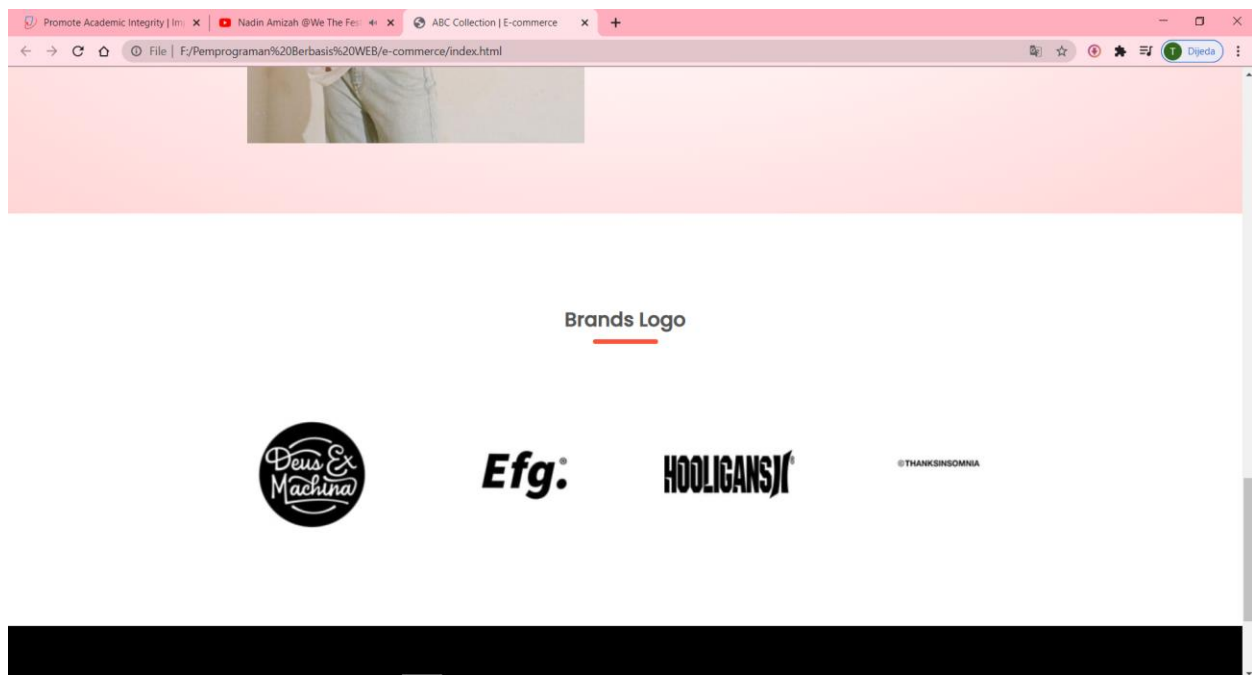 Promote Academic Integrity | Im
Nadin Amizah @We The Fes
ABC Collection | E-commerce
File | F:/Pemprograman%20Berbasis%20WEB/e-commerce/index.html
T Dijeda
Brands Logo
Deus Ex
Machina
Efg.®
HOOLIGANS)(®
©THANKSINSOMNIA